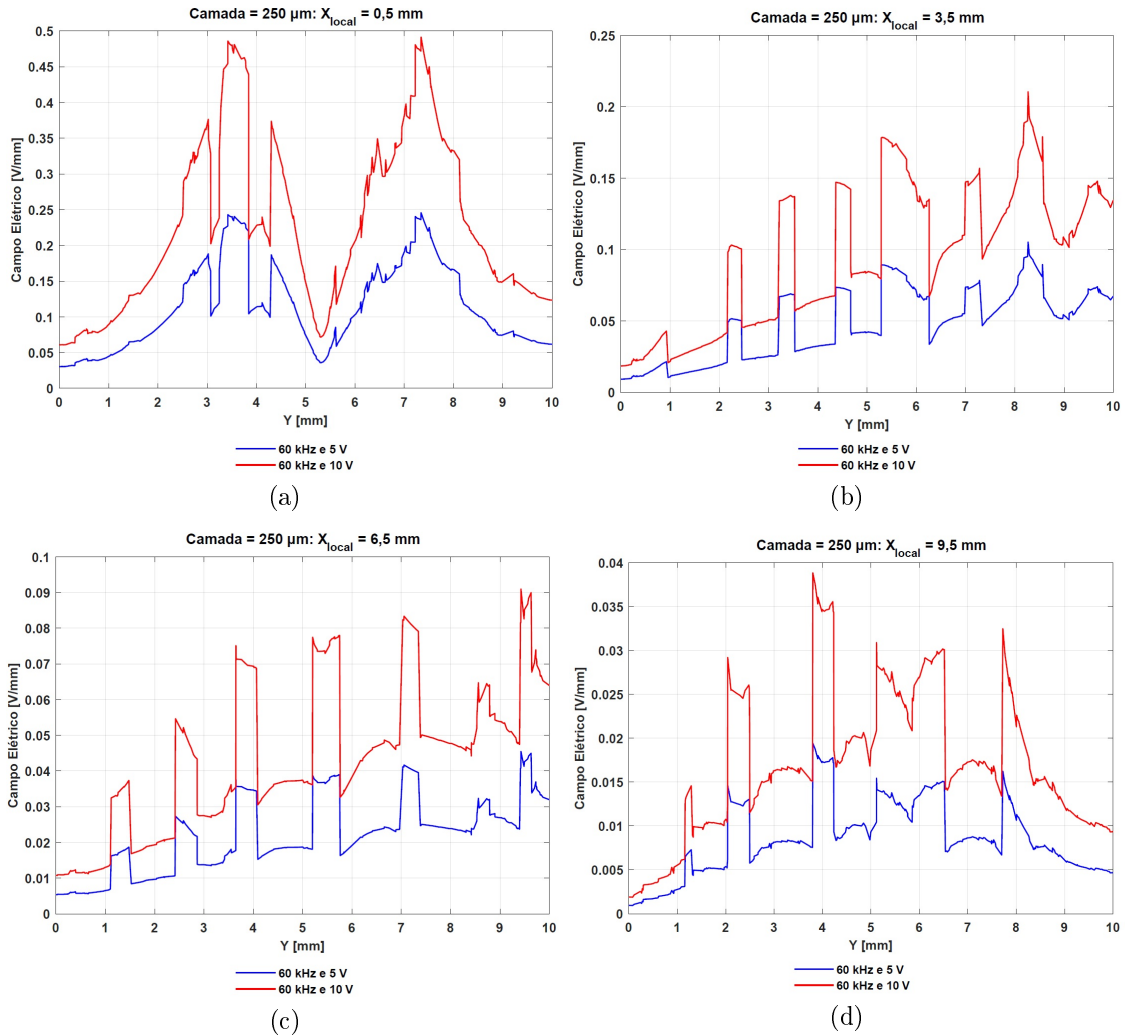 Camada = 250 µm: Xlocal = 0,5 mm
Campo Elétrico [V/mm]
0.5
0.45
0.4
0.35
0.3
0.25
0.2
0.15
0.1
0.05
0
0 1 2 3 4 5 6 7 8 9 10
Y [mm]
60 kHz e 5 V
60 kHz e 10 V
(a)
Camada = 250 µm: Xlocal = 3,5 mm
Campo Elétrico [V/mm]
0.25
0.2
0.15
0.1
0.05
0
0 1 2 3 4 5 6 7 8 9 10
Y [mm]
60 kHz e 5 V
60 kHz e 10 V
(b)
Camada = 250 µm: Xlocal = 6,5 mm
Campo Elétrico [V/mm]
0.1
0.09
0.08
0.07
0.06
0.05
0.04
0.03
0.02
0.01
0
0 1 2 3 4 5 6 7 8 9 10
Y [mm]
60 kHz e 5 V
60 kHz e 10 V
(c)
Camada = 250 µm: Xlocal = 9,5 mm
Campo Elétrico [V/mm]
0.04
0.035
0.03
0.025
0.02
0.015
0.01
0.005
0
0 1 2 3 4 5 6 7 8 9 10
Y [mm]
60 kHz e 5 V
60 kHz e 10 V
(d)